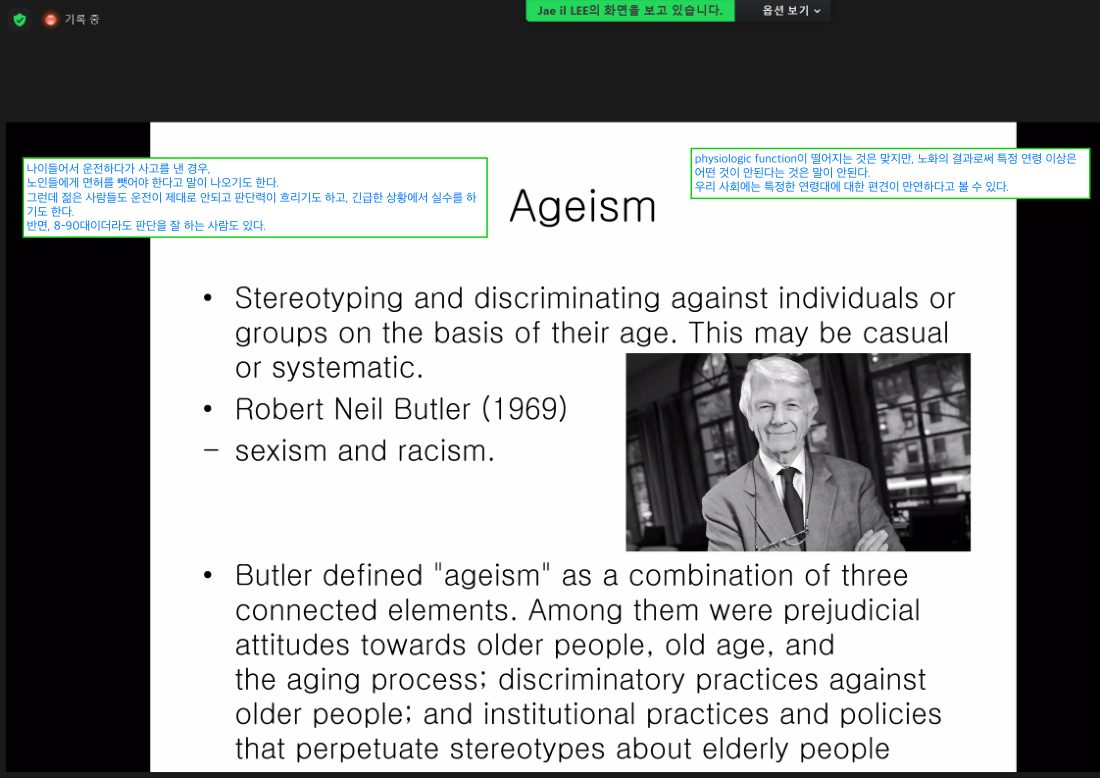 기록 중
Jae il LEE의 화면을 보고 있습니다.
옵션 보기
나이들어서 운전하다가 사고를 낸 경우,
노인들에게 면허를 뺏어야 한다고 말이 나오기도 한다.
그런데 젊은 사람들도 운전이 제대로 안되고 판단력이 흐리기도 하고, 긴급한 상황에서 실수를 하
기도 한다.
반면, 8-90대이더라도 판단을 잘 하는 사람도 있다.
physiologic function이 떨어지는 것은 맞지만, 노화의 결과로써 특정 연령 이상은
어떤 것이 안된다는 것은 말이 안된다.
우리 사회에는 특정한 연령대에 대한 편견이 만연하다고 볼 수 있다.
Ageism
• Stereotyping and discriminating against individuals or
groups on the basis of their age. This may be casual
or systematic.
• Robert Neil Butler (1969)
– sexism and racism.
• Butler defined "ageism" as a combination of three
connected elements. Among them were prejudicial
attitudes towards older people, old age, and
the aging process; discriminatory practices against
older people; and institutional practices and policies
that perpetuate stereotypes about elderly people